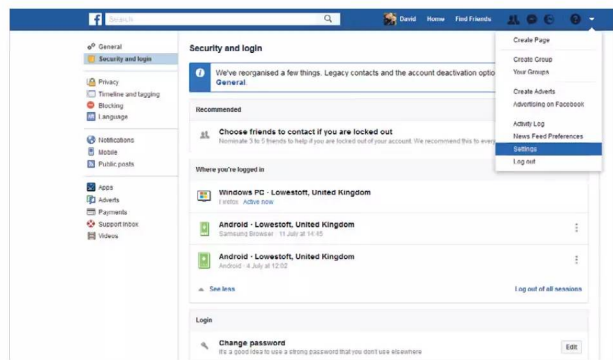 f
Search
David Home Find Friends
General
Security and login
Privacy
Timeline and tagging
Blocking
Language
Notifications
Mobile
Public posts
Apps
Adverts
Payments
Support Inbox
Videos
Security and login
We've reorganised a few things. Legacy contacts and the account deactivation optio
General.
Recommended
Choose friends to contact if you are locked out
Nominate 3 to 5 friends to help if you are locked out of your account. We recommend this to every
Where you're logged in
Windows PC · Lowestoft, United Kingdom
Firefox · Active now
Android · Lowestoft, United Kingdom
Samsung Browser · 11 July at 14:45
Android · Lowestoft, United Kingdom
Android · 4 July at 12:02
See less
Log out of all sessions
Login
Change password
It's a good idea to use a strong password that you don't use elsewhere
Edit
Create Page
Create Group
Your Groups
Create Adverts
Advertising on Facebook
Activity Log
News Feed Preferences
Settings
Log out